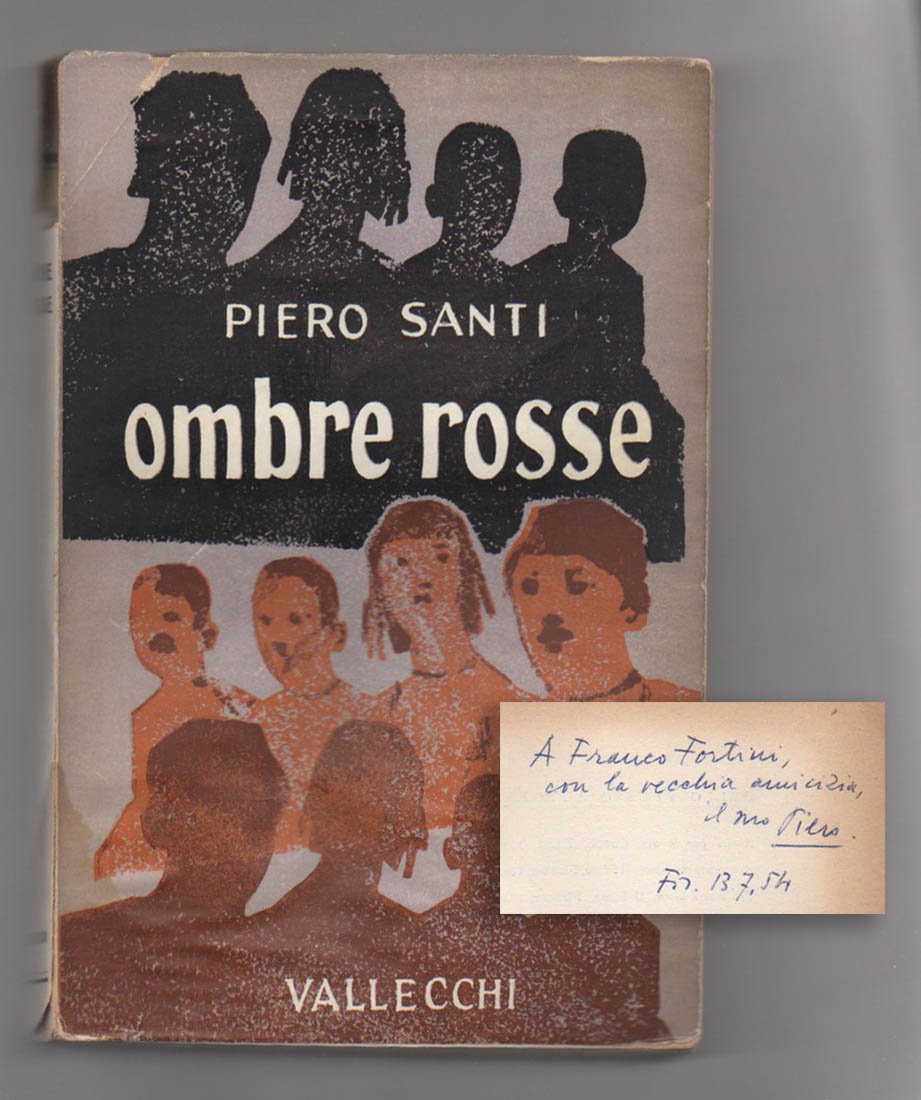 PIERO SANTI
ombre rosse
VALLECCHI
A Franco Fortini,
con la vecchia amicizia,
il suo Piero.
Fir. 13 7,54